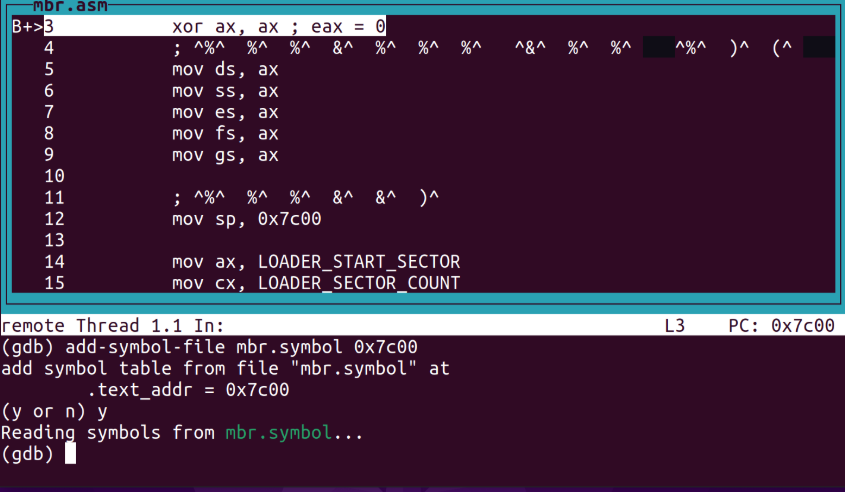 mbr.asm
B+>3 xor ax, ax ; eax = 0
4 ; ^%^ %^ %^ &^ %^ %^ %^ ^&^ %^ %^ ^%^ )^ (^
5 mov ds, ax
6 mov ss, ax
7 mov es, ax
8 mov fs, ax
9 mov gs, ax
10
11 ; ^%^ %^ %^ &^ &^ )^
12 mov sp, 0x7c00
13
14 mov ax, LOADER_START_SECTOR
15 mov cx, LOADER_SECTOR_COUNT
remote Thread 1.1 In: L3 PC: 0x7c00
(gdb) add-symbol-file mbr.symbol 0x7c00
add symbol table from file "mbr.symbol" at
.text_addr = 0x7c00
(y or n) y
Reading symbols from mbr.symbol...
(gdb)